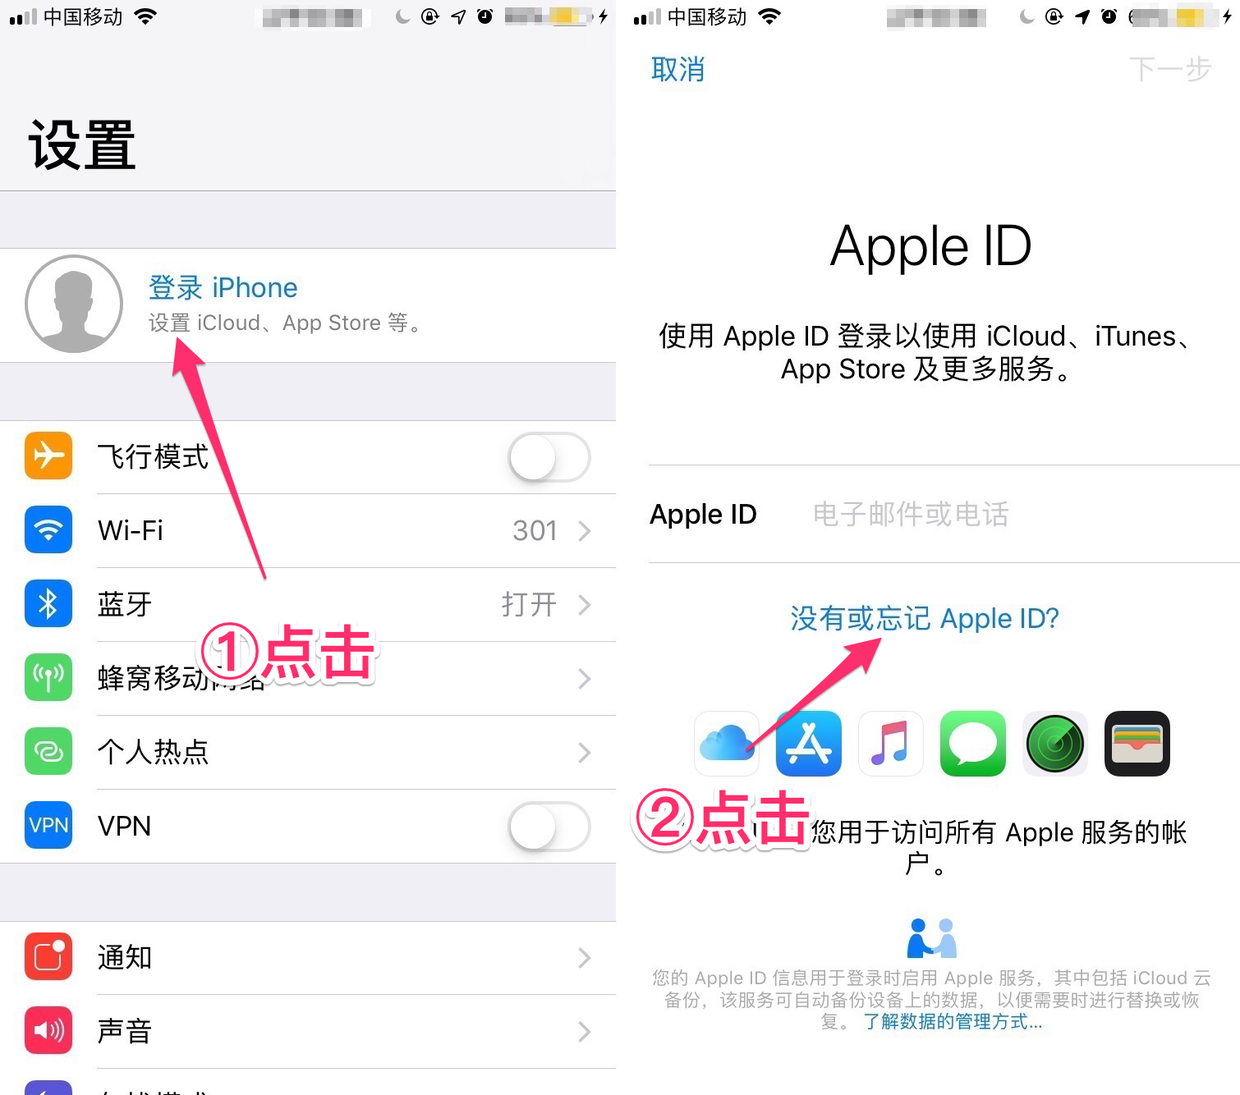 中国移动
设置
登录 iPhone
设置 iCloud、App Store 等。
飞行模式
Wi-Fi 301
蓝牙 打开
①点击
蜂窝移动网络
个人热点
VPN VPN
通知
声音
中国移动
取消 下一步
Apple ID
使用 Apple ID 登录以使用 iCloud、iTunes、
App Store 及更多服务。
Apple ID 电子邮件或电话
没有或忘记 Apple ID?
②点击
您用于访问所有 Apple 服务的帐
户。
您的 Apple ID 信息用于登录时启用 Apple 服务，其中包括 iCloud 云
备份，该服务可自动备份设备上的数据，以便需要时进行替换或恢
复。 了解数据的管理方式...